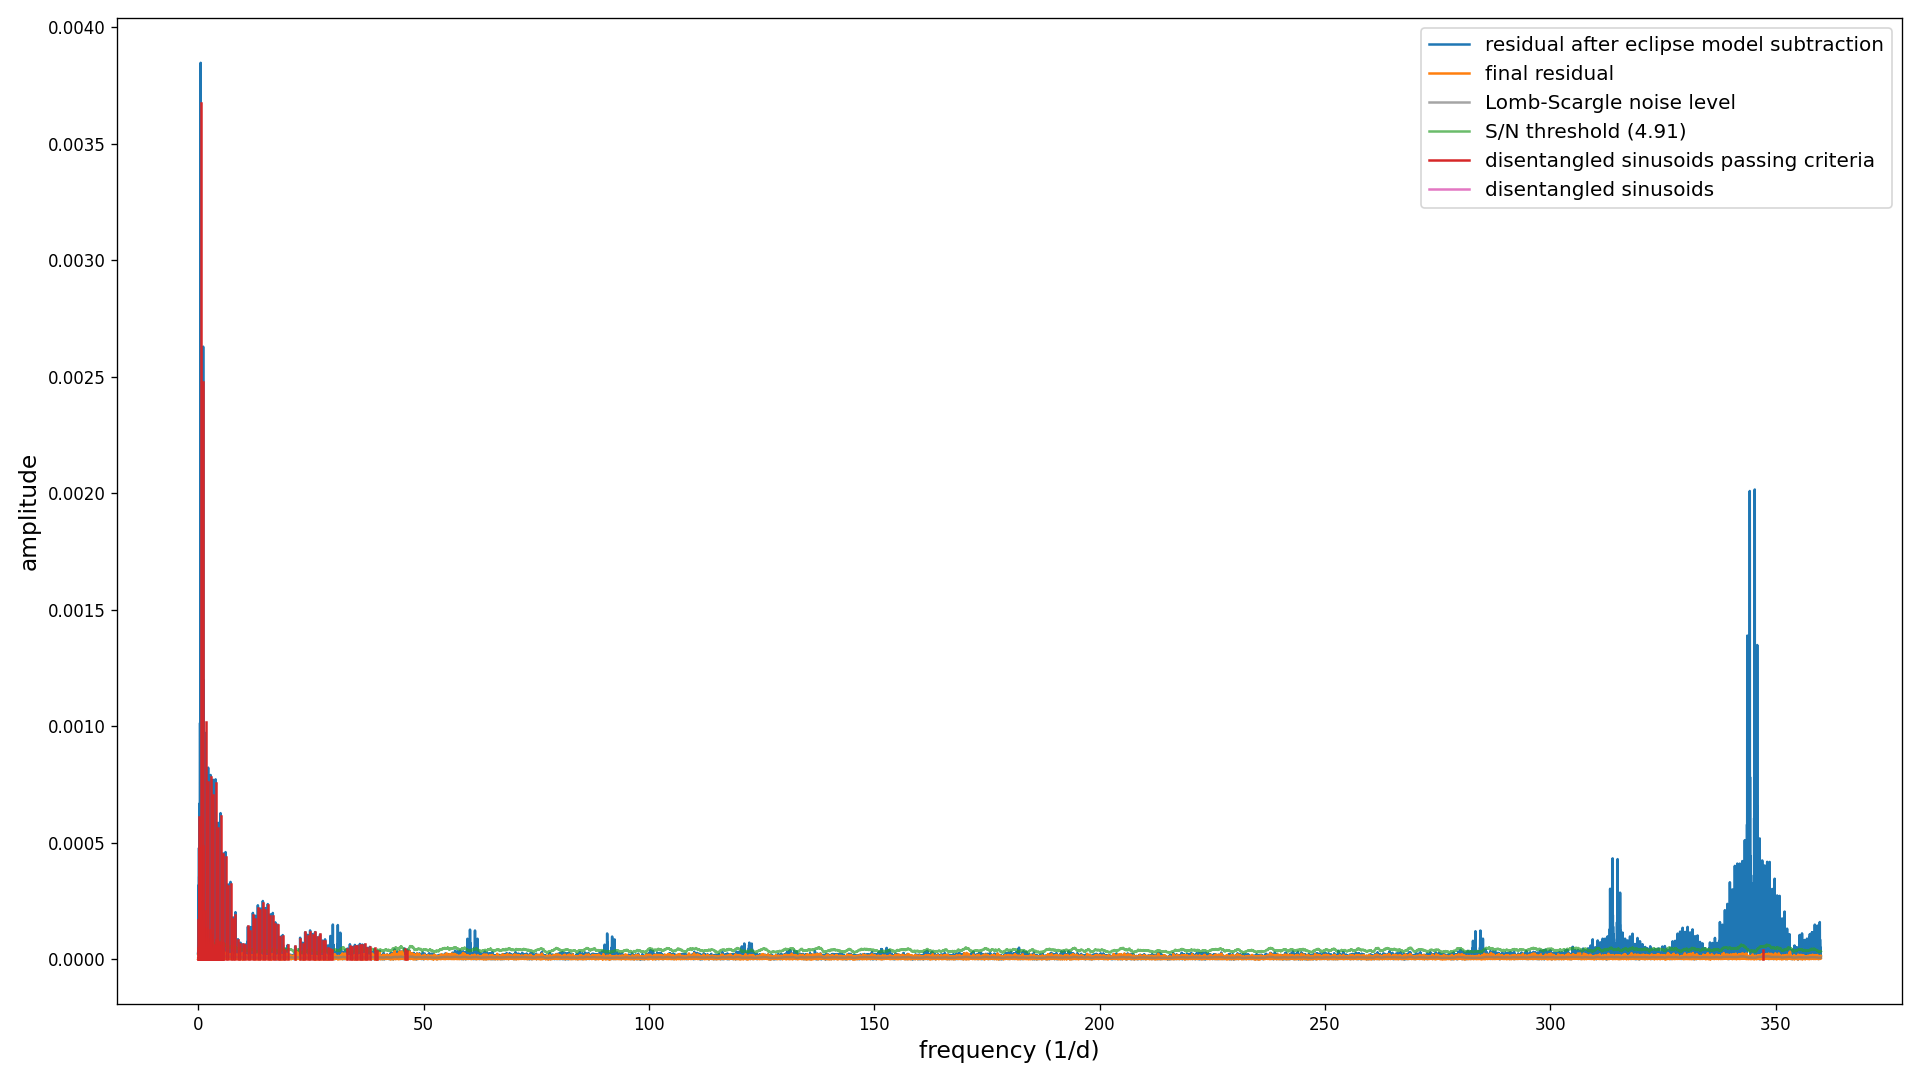 0.0040
0.0035
0.0030
0.0025
0.0020
0.0015
0.0010
0.0005
0.0000
amplitude
residual after eclipse model subtraction
final residual
Lomb-Scargle noise level
S/N threshold (4.91)
disentangled sinusoids passing criteria
disentangled sinusoids
0 50 100 150 200 250 300 350
frequency (1/d)